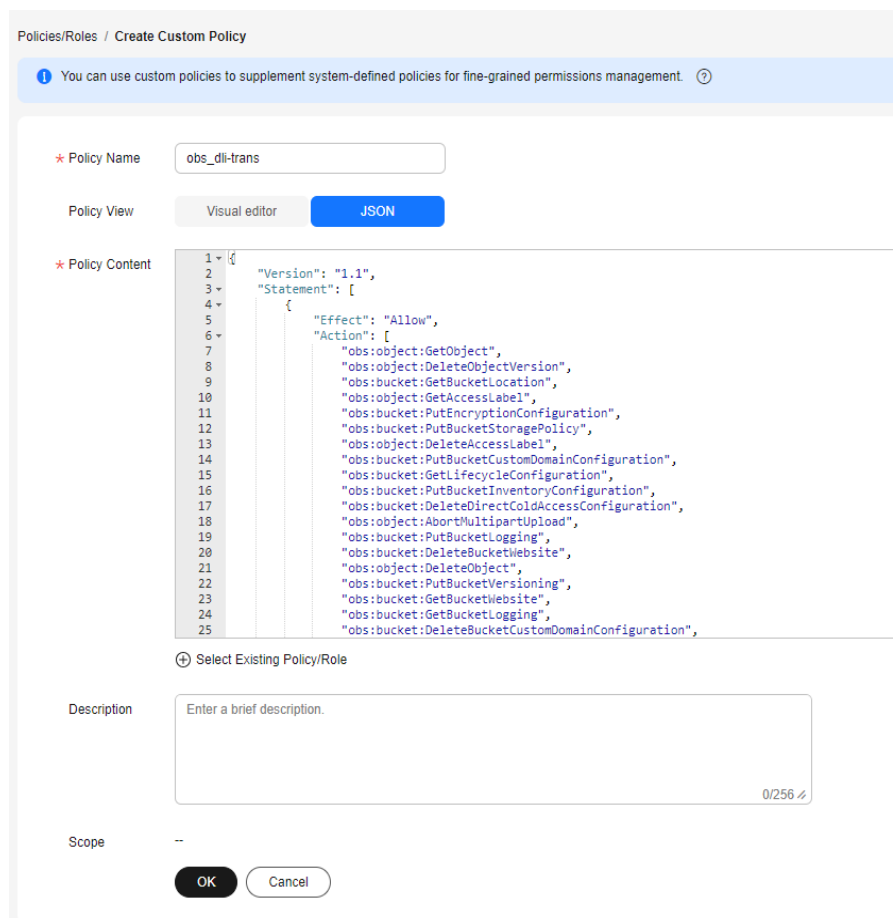 Policies/Roles / Create Custom Policy
You can use custom policies to supplement system-defined policies for fine-grained permissions management.
* Policy Name obs_dli-trans
Policy View Visual editor JSON
* Policy Content
1 {
2 "Version": "1.1",
3 "Statement": [
4 {
5 "Effect": "Allow",
6 "Action": [
7 "obs:object:GetObject",
8 "obs:object:DeleteObjectVersion",
9 "obs:bucket:GetBucketLocation",
10 "obs:object:GetAccessLabel",
11 "obs:bucket:PutEncryptionConfiguration",
12 "obs:bucket:PutBucketStoragePolicy",
13 "obs:object:DeleteAccessLabel",
14 "obs:bucket:PutBucketCustomDomainConfiguration",
15 "obs:bucket:GetLifecycleConfiguration",
16 "obs:bucket:PutBucketInventoryConfiguration",
17 "obs:bucket:DeleteDirectColdAccessConfiguration",
18 "obs:object:AbortMultipartUpload",
19 "obs:bucket:PutBucketLogging",
20 "obs:bucket:DeleteBucketWebsite",
21 "obs:object:DeleteObject",
22 "obs:bucket:PutBucketVersioning",
23 "obs:bucket:GetBucketWebsite",
24 "obs:bucket:GetBucketLogging",
25 "obs:bucket:DeleteBucketCustomDomainConfiguration",
Select Existing Policy/Role
Description Enter a brief description.
0/256
Scope --
OK Cancel